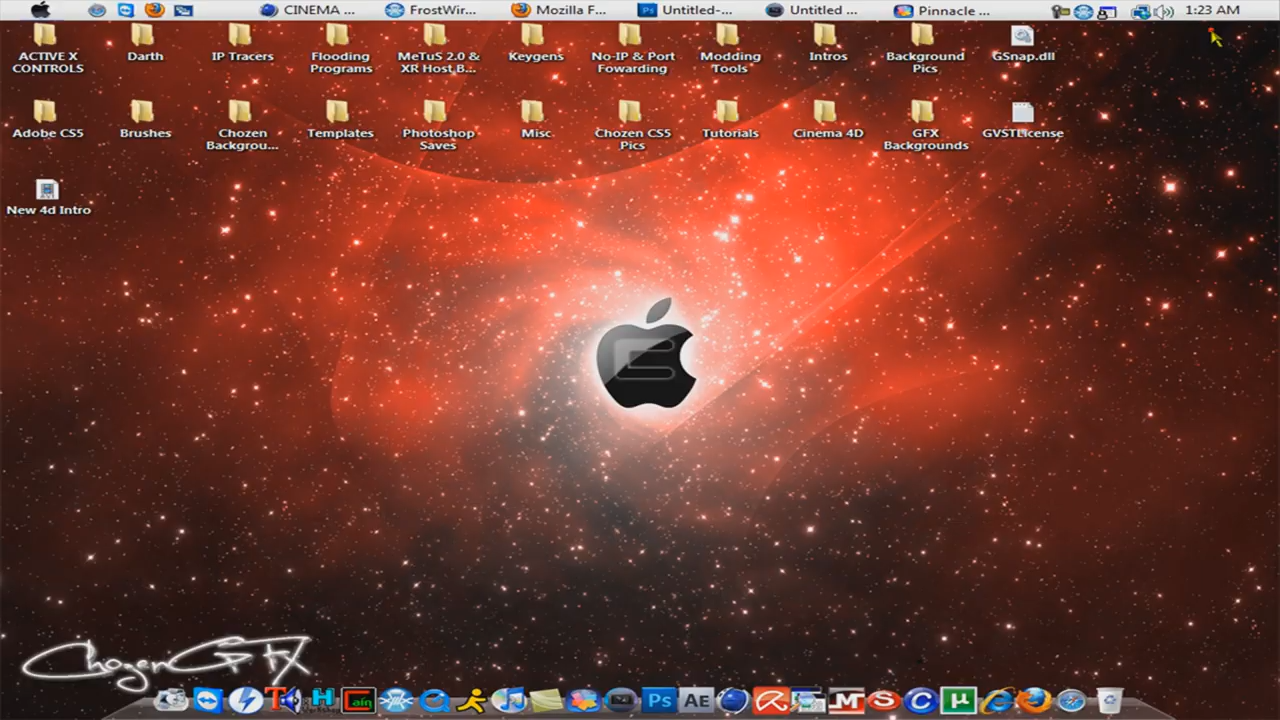 CINEMA ...
FrostWir...
Mozilla F...
Untitled-...
Untitled ...
Pinnacle ...
1:23 AM
ACTIVE X CONTROLS
Darth
IP Tracers
Flooding Programs
MeTuS 2.0 & XR Host B...
Keygens
No-IP & Port Fowarding
Modding Tools
Intros
Background Pics
GSnap.dll
Adobe CS5
Brushes
Chozen Backgrou...
Templates
Photoshop Saves
Misc
Chozen CS5 Pics
Tutorials
Cinema 4D
GFX Backgrounds
GVSTLicense
New 4d Intro
ChozenGFX
Cain
Ps
AE